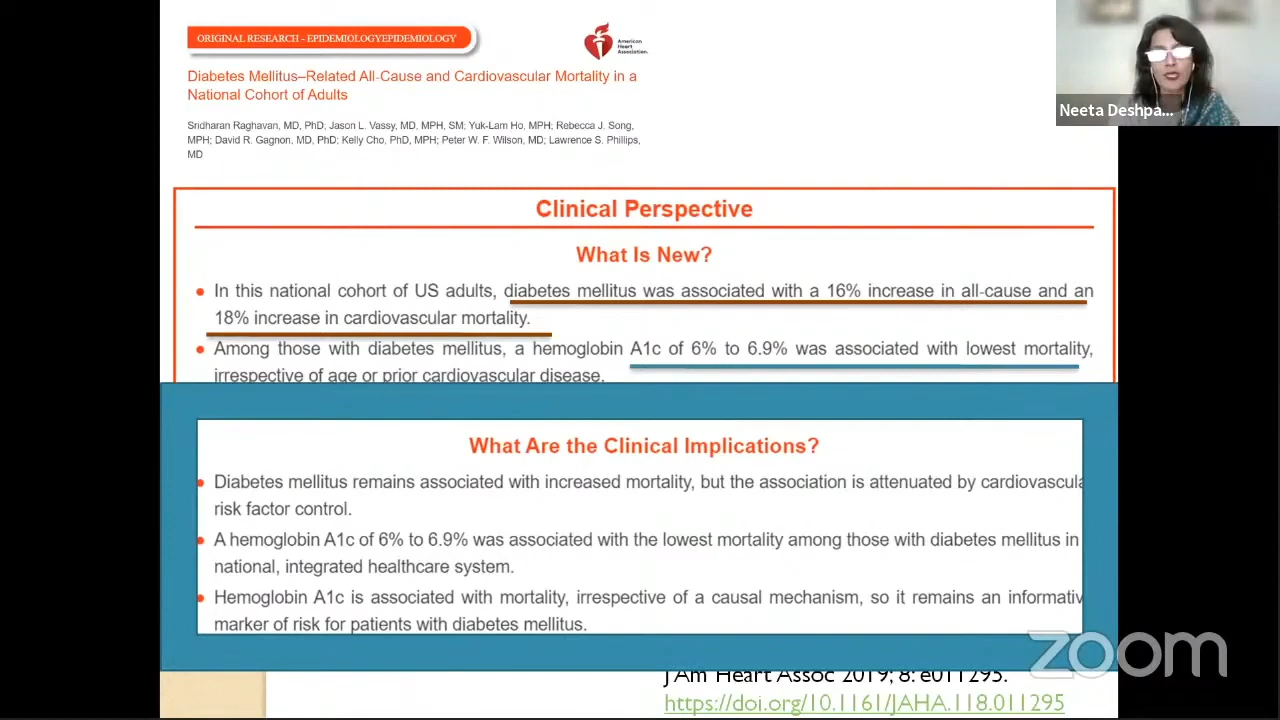 ORIGINAL RESEARCH - EPIDEMIOLOGYEPIDEMIOLOGY
American
Heart
Association.
Diabetes Mellitus–Related All-Cause and Cardiovascular Mortality in a
National Cohort of Adults
Sridharan Raghavan, MD, PhD; Jason L. Vassy, MD, MPH, SM; Yuk-Lam Ho, MPH; Rebecca J. Song,
MPH; David R. Gagnon, MD, PhD; Kelly Cho, PhD, MPH; Peter W. F. Wilson, MD; Lawrence S. Phillips,
MD
Neeta Deshpa...
Clinical Perspective
What Is New?
• In this national cohort of US adults, diabetes mellitus was associated with a 16% increase in all-cause and an
18% increase in cardiovascular mortality.
• Among those with diabetes mellitus, a hemoglobin A1c of 6% to 6.9% was associated with lowest mortality,
irrespective of age or prior cardiovascular disease.
What Are the Clinical Implications?
• Diabetes mellitus remains associated with increased mortality, but the association is attenuated by cardiovascula
risk factor control.
• A hemoglobin A1c of 6% to 6.9% was associated with the lowest mortality among those with diabetes mellitus in
national, integrated healthcare system.
• Hemoglobin A1c is associated with mortality, irrespective of a causal mechanism, so it remains an informativ
marker of risk for patients with diabetes mellitus.
zoom
J Am Heart Assoc 2019; 8: e011295.
https://doi.org/10.1161/JAHA.118.011295